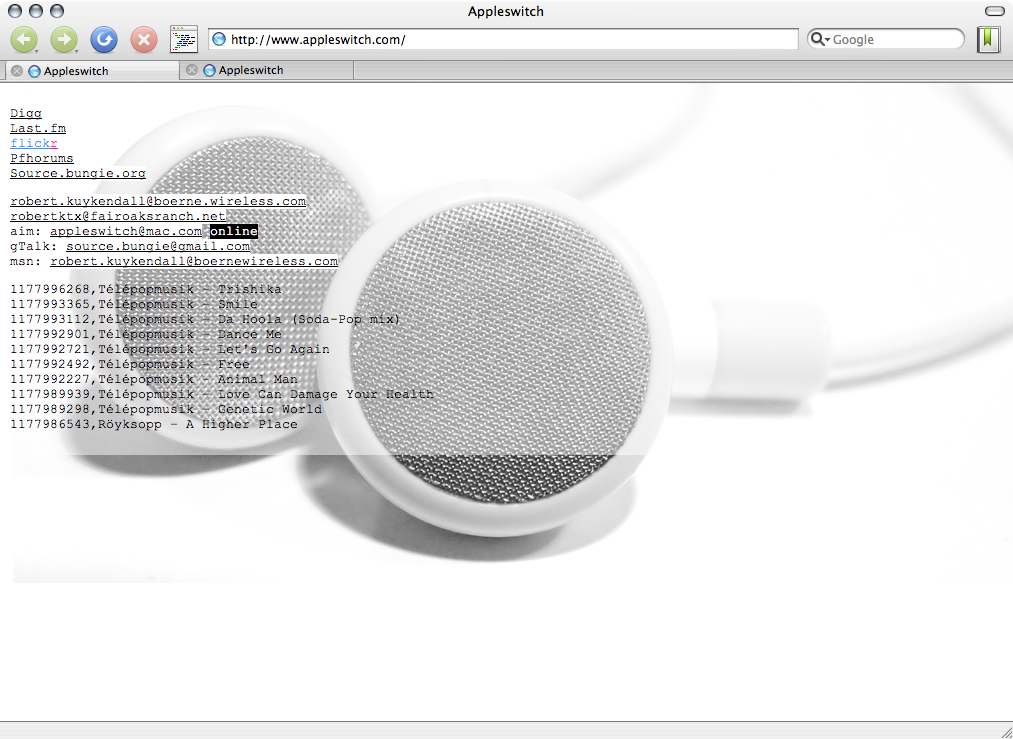 Appleswitch
http://www.appleswitch.com/
Google
Appleswitch
Appleswitch
Digg
Last.fm
flickr
Pfhorums
Source.bungie.org
robert.kuykendall@boerne.wireless.com
robertktx@fairoaksranch.net
aim: appleswitch@mac.com online
gTalk: source.bungie@gmail.com
msn: robert.kuykendall@boernewireless.com
1177996268,Télépopmusik - Trishika
1177993365,Télépopmusik - Smile
1177993112,Télépopmusik - Da Hoola (Soda-Pop mix)
1177992901,Télépopmusik - Dance Me
1177992721,Télépopmusik - Let's Go Again
1177992492,Télépopmusik - Free
1177992227,Télépopmusik - Animal Man
1177989939,Télépopmusik - Love Can Damage Your Health
1177989298,Télépopmusik - Genetic World
1177986543,Röyksopp - A Higher Place